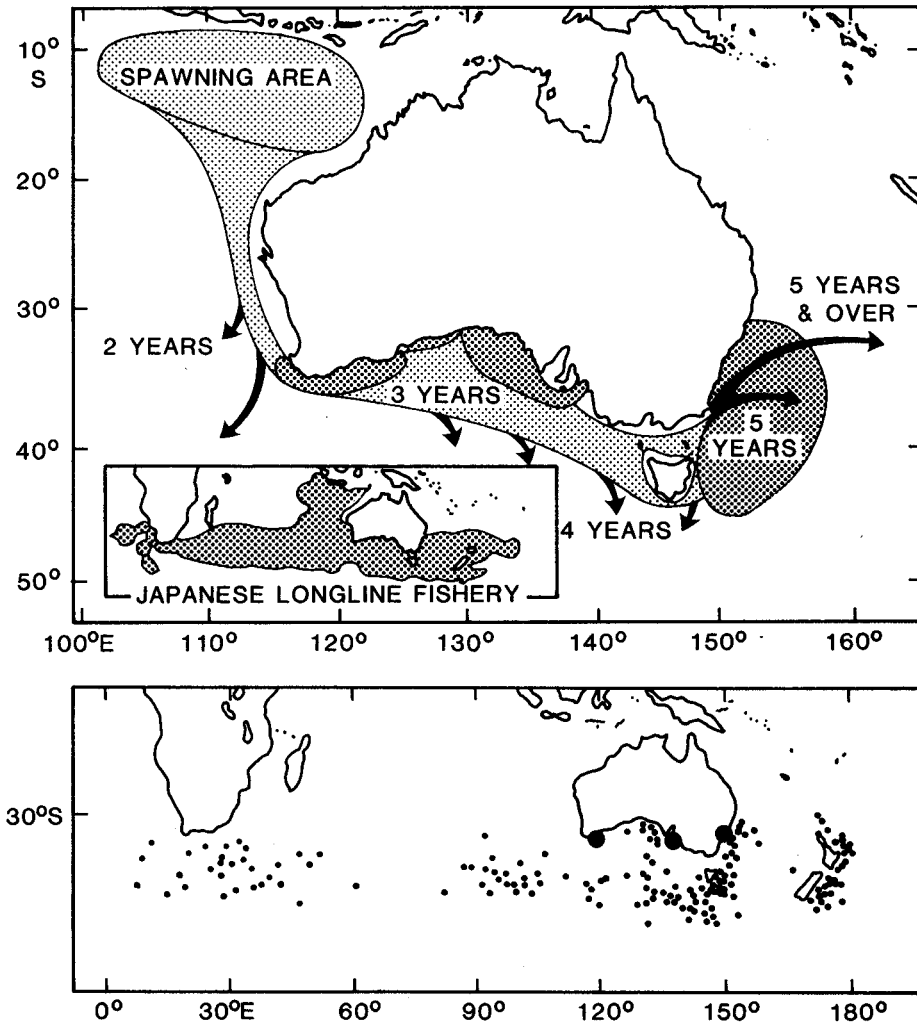 10°
S
SPAWNING AREA
20°
30°
5 YEARS
& OVER
2 YEARS
3 YEARS
40°
5
YEARS
4 YEARS
50°
JAPANESE LONGLINE FISHERY
100°E 110° 120° 130° 140° 150° 160°
30°S
0° 30°E 60° 90° 120° 150° 180°